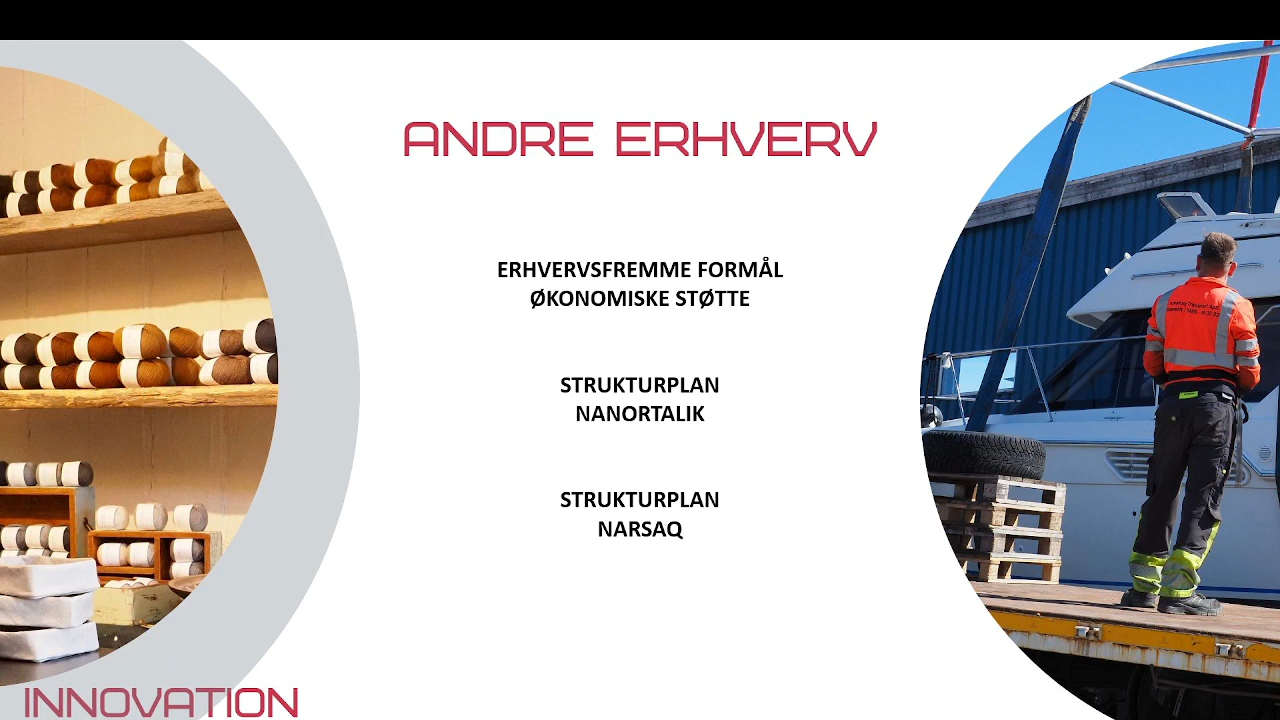 ANDRE ERHVERV
ERHVERVSFREMME FORMÅL
ØKONOMISKE STØTTE
STRUKTURPLAN
NANORTALIK
STRUKTURPLAN
NARSAQ
INNOVATION